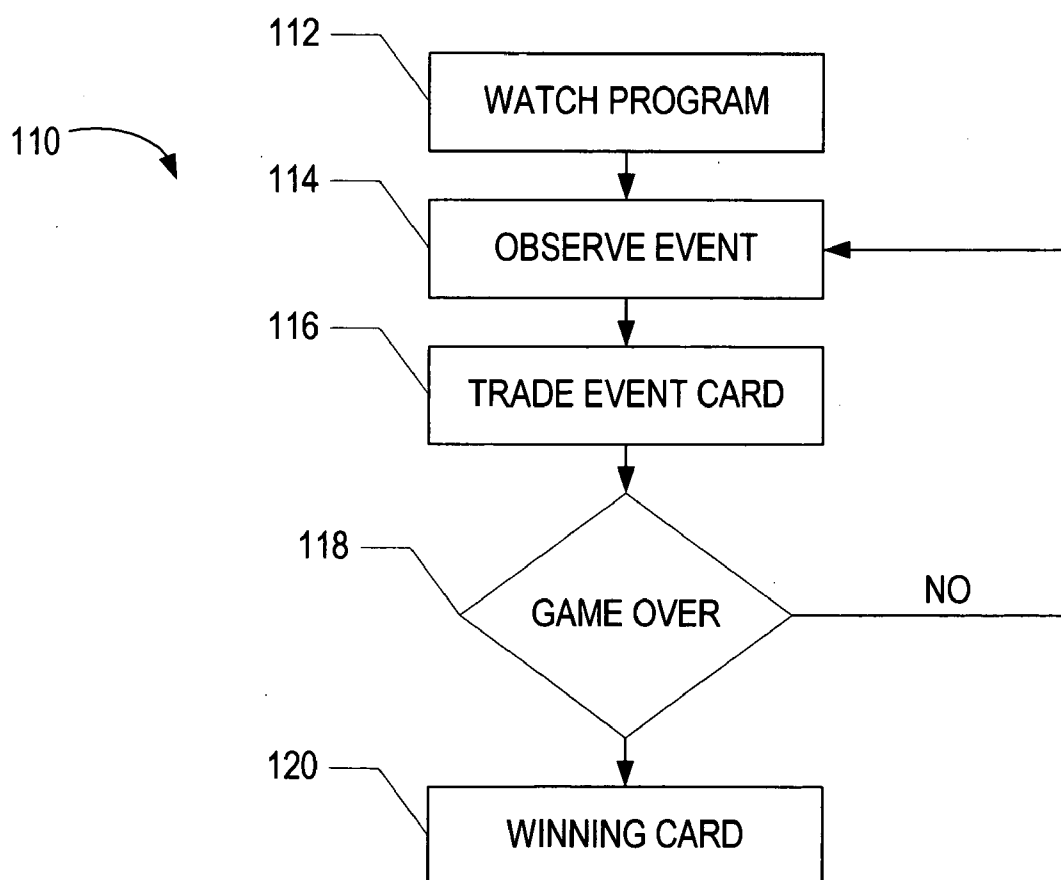 112
WATCH PROGRAM
110
114
OBSERVE EVENT
116
TRADE EVENT CARD
118
GAME OVER
NO
120
WINNING CARD